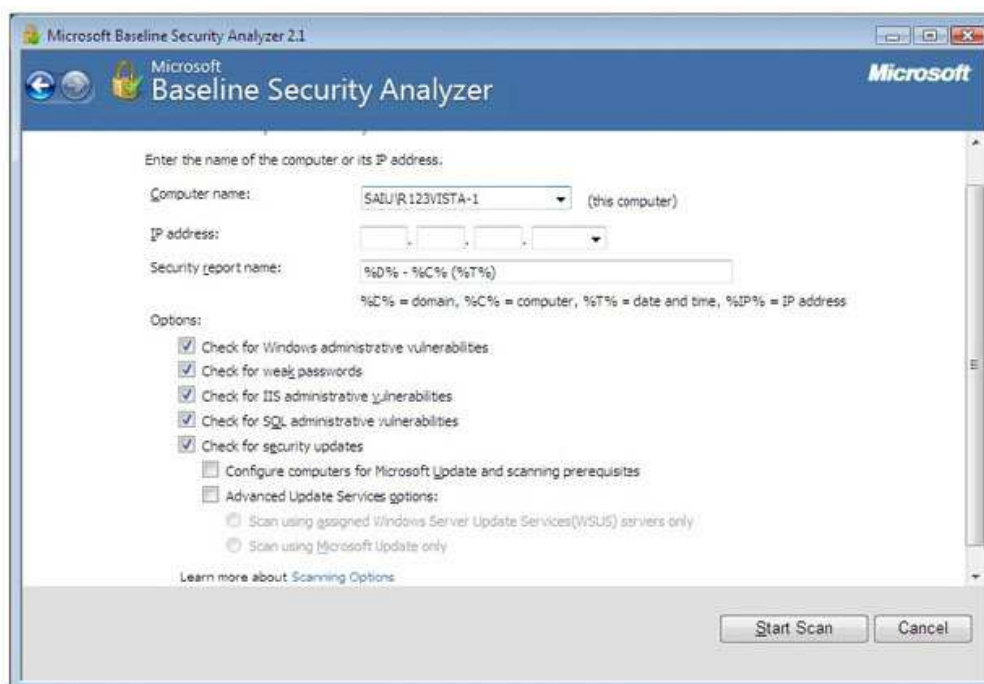 Microsoft Baseline Security Analyzer 2.1
Microsoft
Baseline Security Analyzer
Microsoft
Enter the name of the computer or its IP address.
Computer name:
SAIU\R123VISTA-1
(this computer)
IP address:
Security report name:
%D% - %C% (%T%)
%D% = domain, %C% = computer, %T% = date and time, %IP% = IP address
Options:
Check for Windows administrative vulnerabilities
Check for weak passwords
Check for IIS administrative vulnerabilities
Check for SQL administrative vulnerabilities
Check for security updates
Configure computers for Microsoft Update and scanning prerequisites
Advanced Update Services options:
Scan using assigned Windows Server Update Services(WSUS) servers only
Scan using Microsoft Update only
Learn more about Scanning Options
Start Scan
Cancel